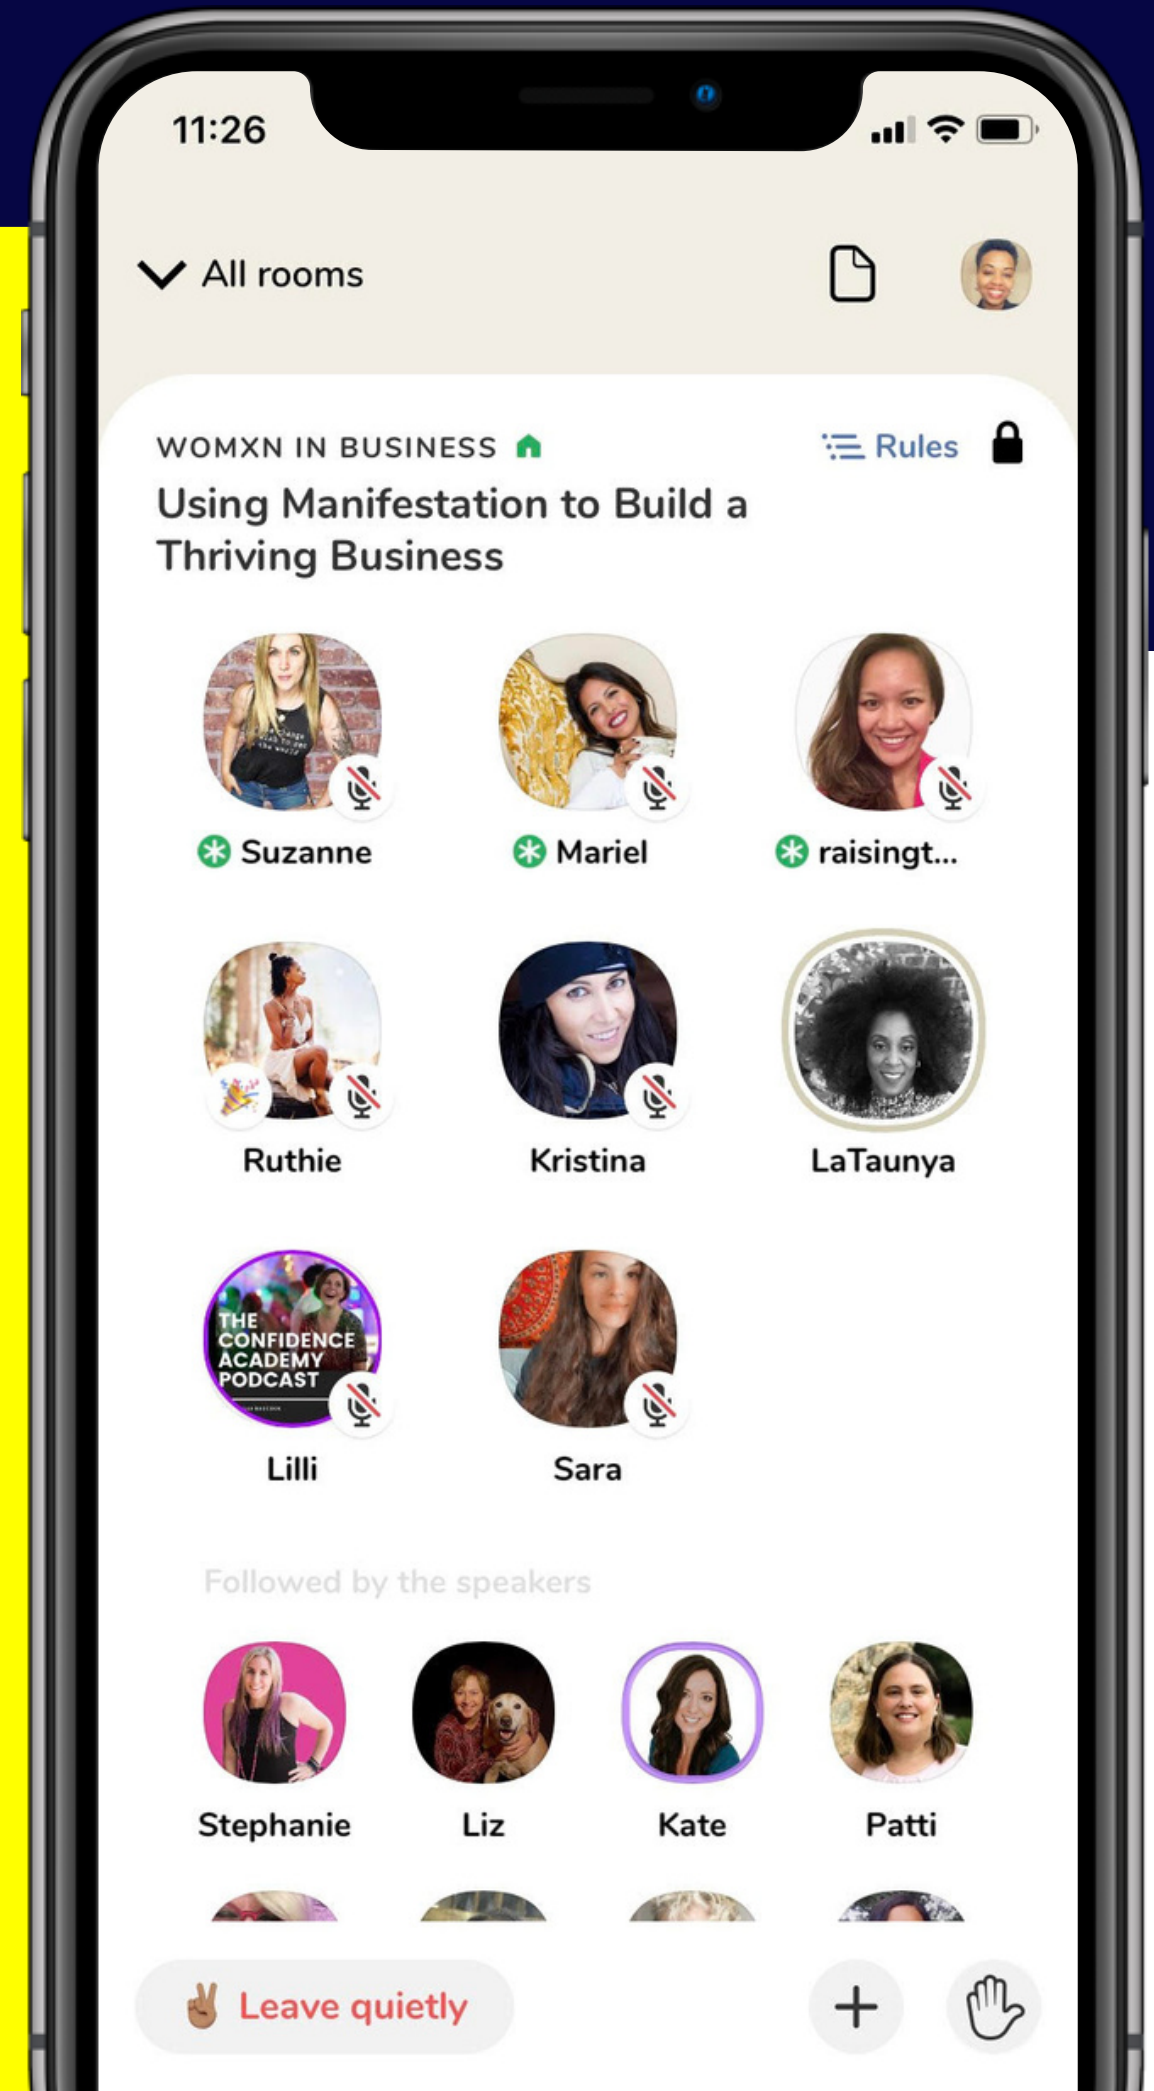 11:26
All rooms
WOMXN IN BUSINESS
Rules
Using Manifestation to Build a
Thriving Business
Suzanne
Mariel
raisingt...
Ruthie
Kristina
LaTaunya
THE
CONFIDENCE
ACADEMY
PODCAST
Lilli
Sara
Followed by the speakers
Stephanie
Liz
Kate
Patti
Leave quietly